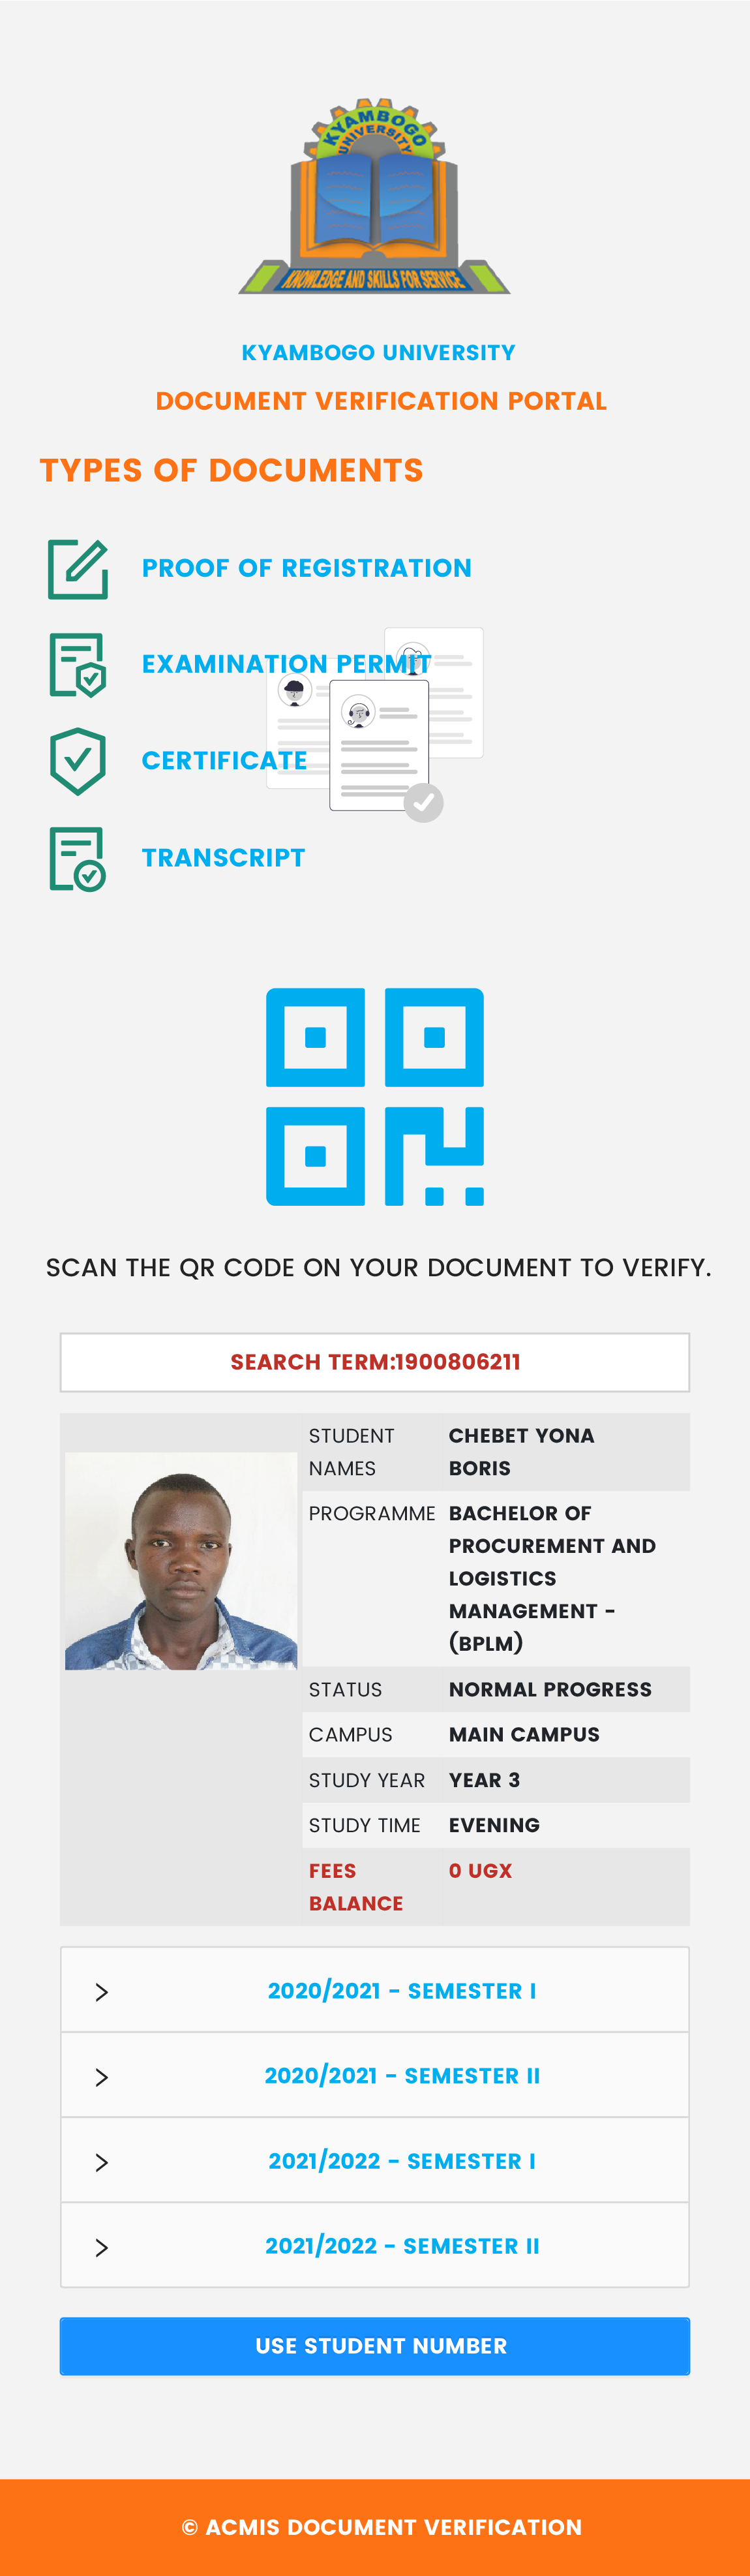 KYAMBOGO
UNIVERSITY
KNOWLEDGE AND SKILLS FOR SERVICE
KYAMBOGO UNIVERSITY
DOCUMENT VERIFICATION PORTAL
TYPES OF DOCUMENTS
PROOF OF REGISTRATION
EXAMINATION PERMIT
CERTIFICATE
TRANSCRIPT
SCAN THE QR CODE ON YOUR DOCUMENT TO VERIFY.
SEARCH TERM:1900806211
STUDENT NAMES CHEBET YONA BORIS
PROGRAMME BACHELOR OF PROCUREMENT AND LOGISTICS MANAGEMENT - (BPLM)
STATUS NORMAL PROGRESS
CAMPUS MAIN CAMPUS
STUDY YEAR YEAR 3
STUDY TIME EVENING
FEES BALANCE 0 UGX
2020/2021 - SEMESTER I
2020/2021 - SEMESTER II
2021/2022 - SEMESTER I
2021/2022 - SEMESTER II
USE STUDENT NUMBER
© ACMIS DOCUMENT VERIFICATION